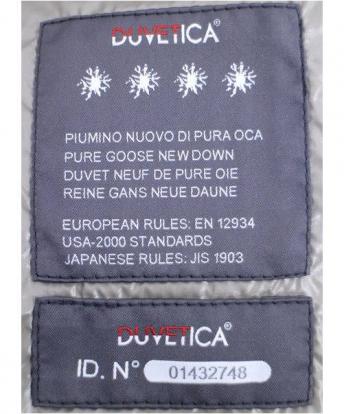 DUVETICA®
PIUMINO NUOVO DI PURA OCA
PURE GOOSE NEW DOWN
DUVET NEUF DE PURE OIE
REINE GANS NEUE DAUNE
EUROPEAN RULES: EN 12934
USA-2000 STANDARDS
JAPANESE RULES: JIS 1903
DUVETICA®
ID. N° 01432748